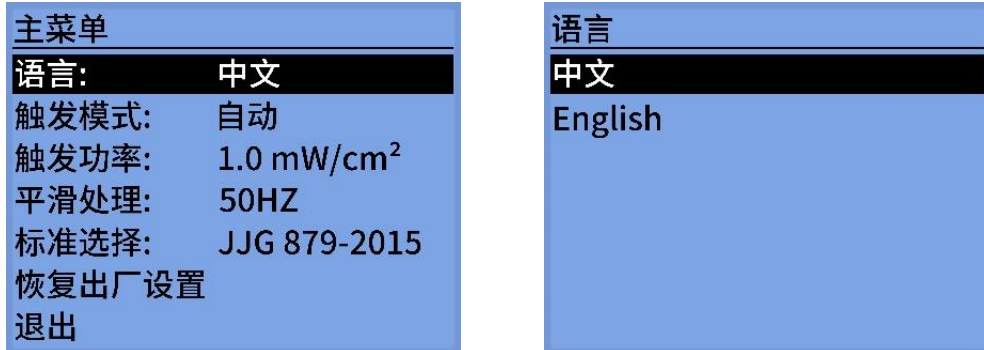 主菜单
语言: 中文
触发模式: 自动
触发功率: 1.0 mW/cm²
平滑处理: 50HZ
标准选择: JJG 879-2015
恢复出厂设置
退出
语言
中文
English